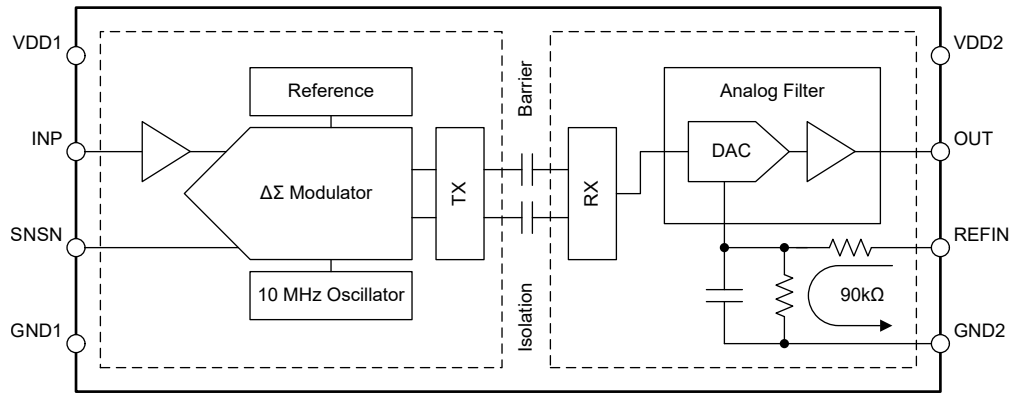 VDD1
VDD2
Reference
Barrier
Analog Filter
INP
OUT
DAC
ΔΣ Modulator
TX
RX
SNSN
REFIN
10 MHz Oscillator
90kΩ
Isolation
GND1
GND2